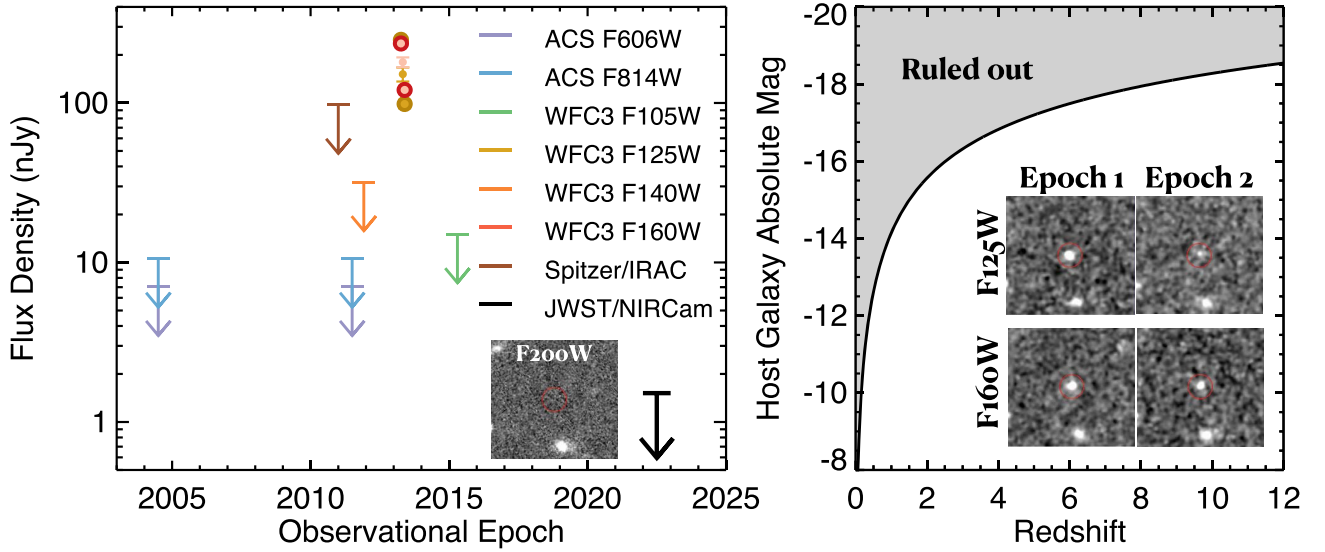 Flux Density (nJy)
100
10
1
ACS F606W
ACS F814W
WFC3 F105W
WFC3 F125W
WFC3 F140W
WFC3 F160W
Spitzer/IRAC
JWST/NIRCam
F200W
2005 2010 2015 2020 2025
Observational Epoch
Host Galaxy Absolute Mag
-20
-18
-16
-14
-12
-10
-8
Ruled out
Epoch 1 Epoch 2
F125W
F160W
0 2 4 6 8 10 12
Redshift